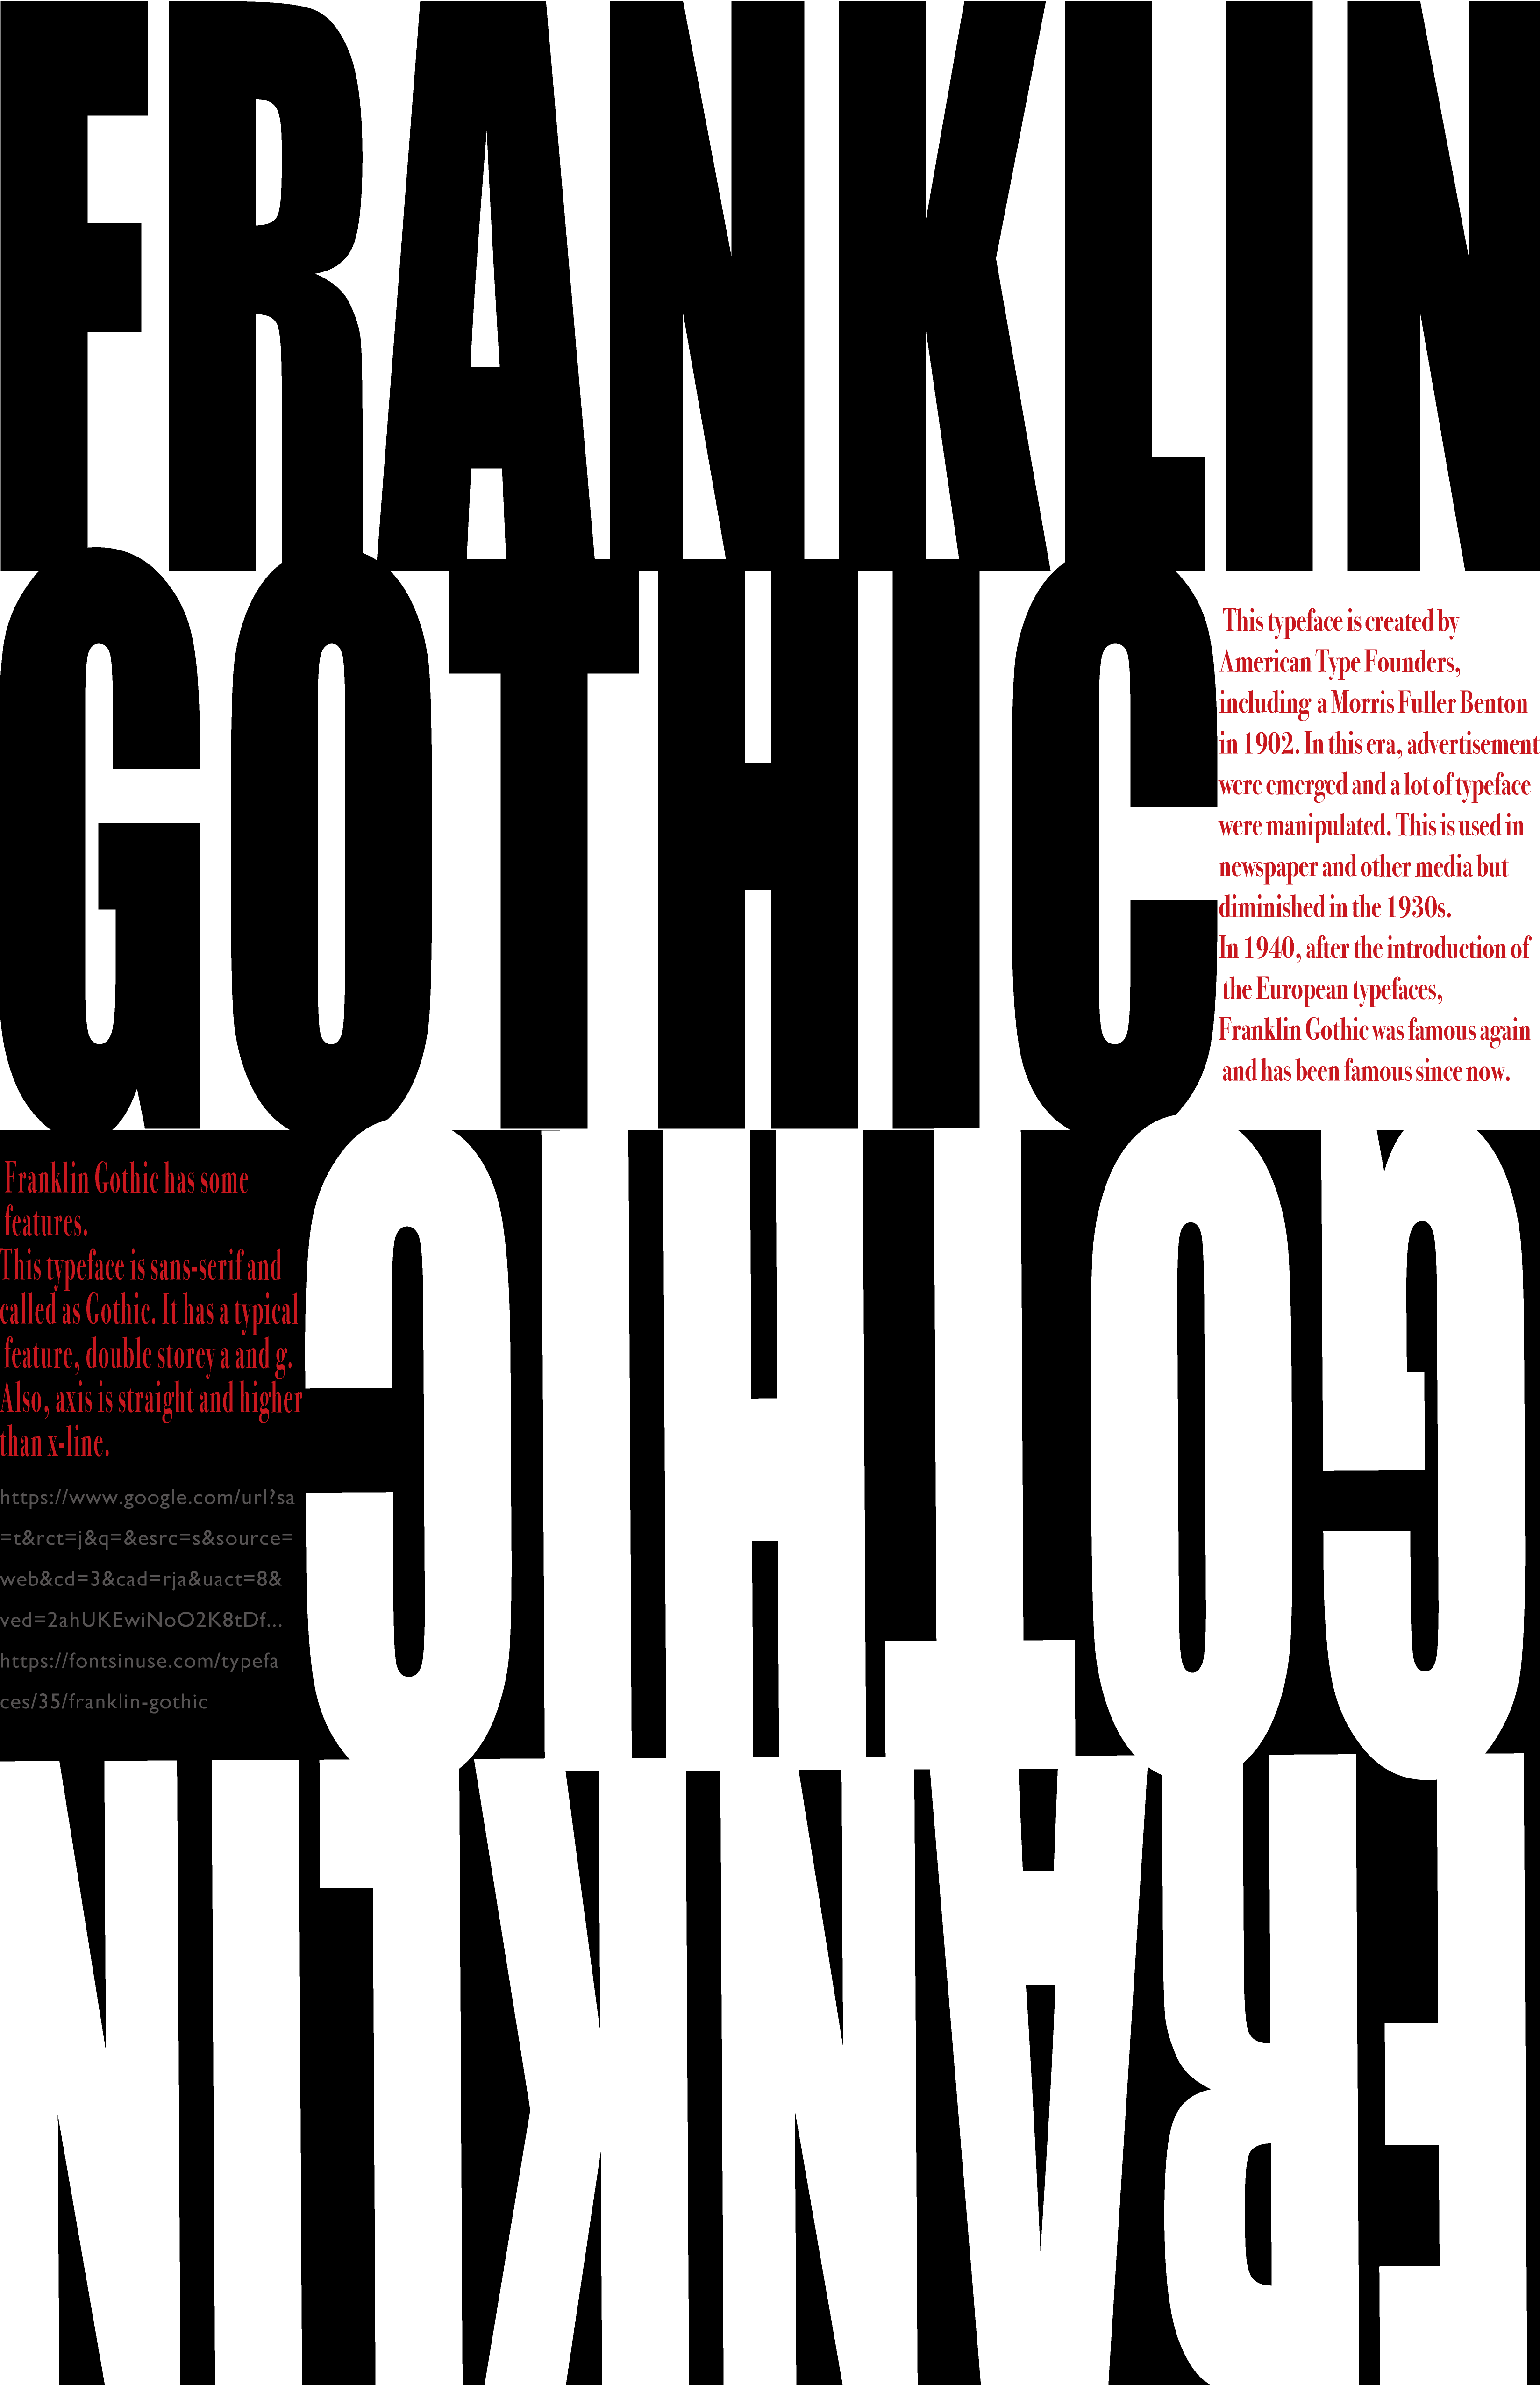 FRANKLIN
GOTHIC
This typeface is created by
American Type Founders,
including a Morris Fuller Benton
in 1902. In this era, advertisement
were emerged and a lot of typeface
were manipulated. This is used in
newspaper and other media but
diminished in the 1930s.
In 1940, after the introduction of
the European typefaces,
Franklin Gothic was famous again
and has been famous since now.
GOTHIC
Franklin Gothic has some
features.
This typeface is sans-serif and
called as Gothic. It has a typical
feature, double storey a and g.
Also, axis is straight and higher
than x-line.
https://www.google.com/url?sa
=t&rct=j&q=&esrc=s&source=
web&cd=3&cad=rja&uact=8&
ved=2ahUKEwiNoO2K8tDf...
https://fontsinuse.com/typefa
ces/35/franklin-gothic
FRANKLIN